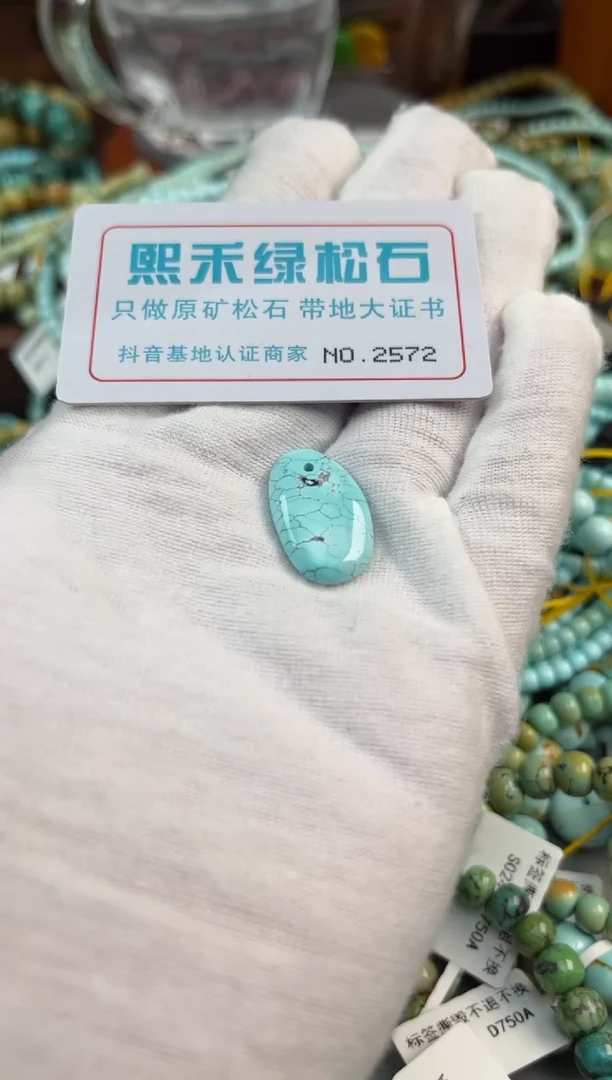 熙禾绿松石
只做原矿松石 带地大证书
抖音基地认证商家 NO.2572
750A
标签撕毁不退不换
D750A